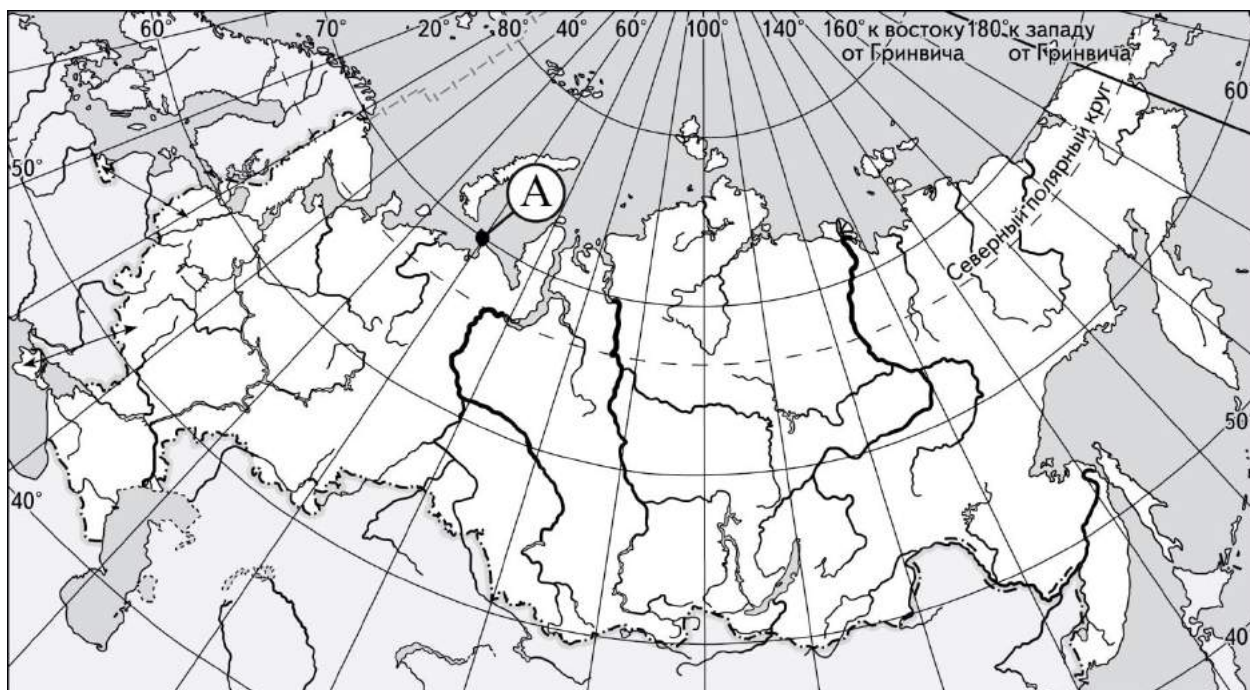 60° 70° 20° 80° 40° 60° 100° 140° 160° к востоку 180° к западу
от Гринвича от Гринвича
60°
50°
А
Северный полярный круг
50°
40°
40°